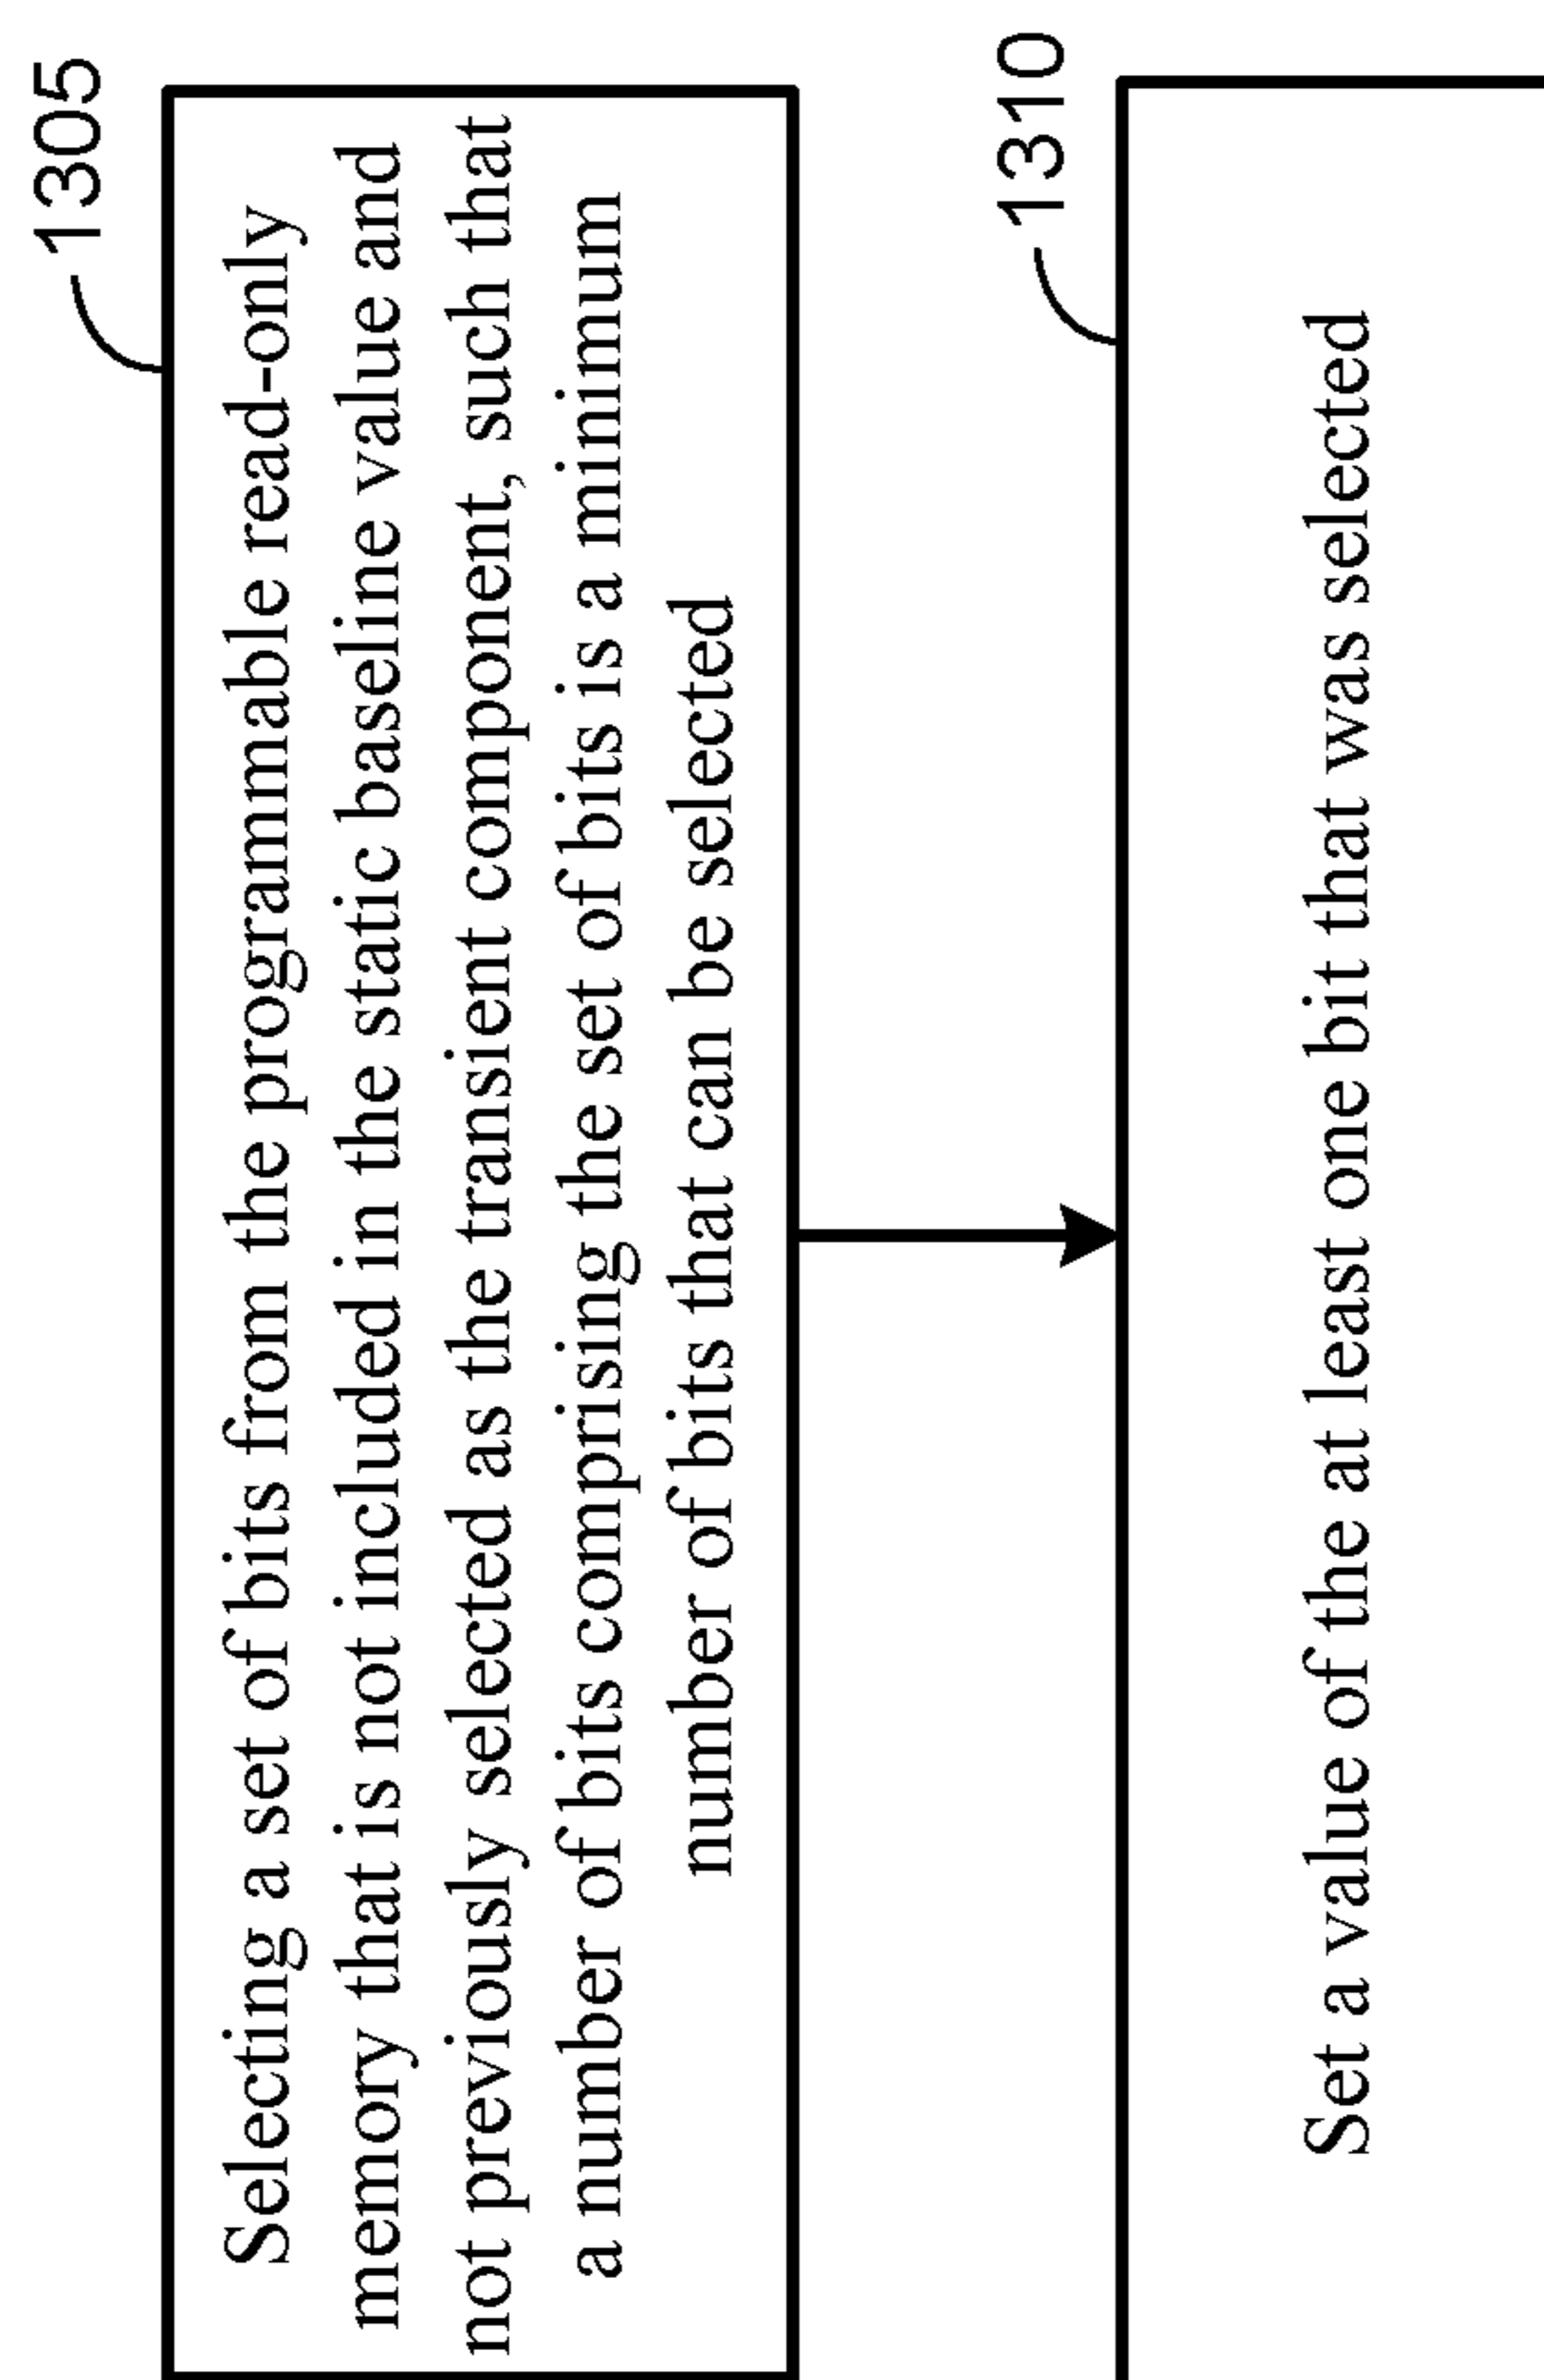 1305
Selecting a set of bits from the programmable read-only
memory that is not included in the static baseline value and
not previously selected as the transient component, such that
a number of bits comprising the set of bits is a minimum
number of bits that can be selected
1310
Set a value of the at least one bit that was selected